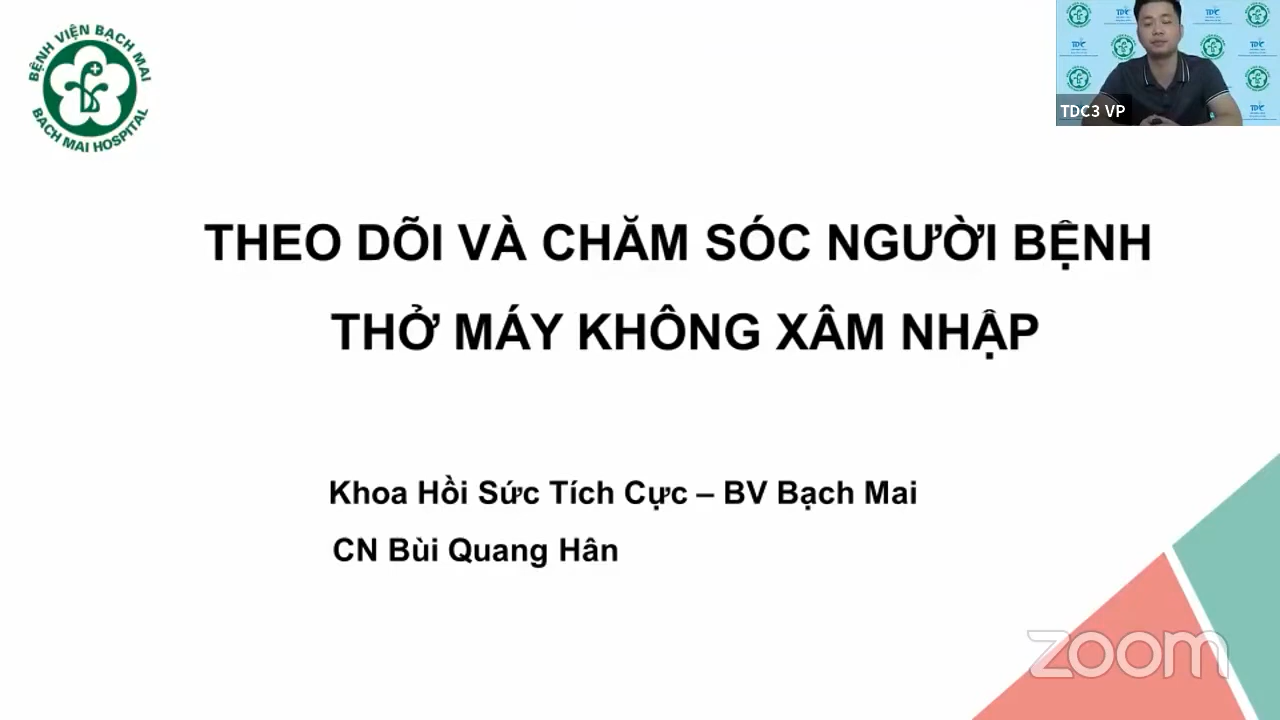 BỆNH VIỆN BẠCH MAI
BACH MAI HOSPITAL
TDC3 VP
THEO DÕI VÀ CHĂM SÓC NGƯỜI BỆNH
THỞ MÁY KHÔNG XÂM NHẬP
Khoa Hồi Sức Tích Cực – BV Bạch Mai
CN Bùi Quang Hân
zoom